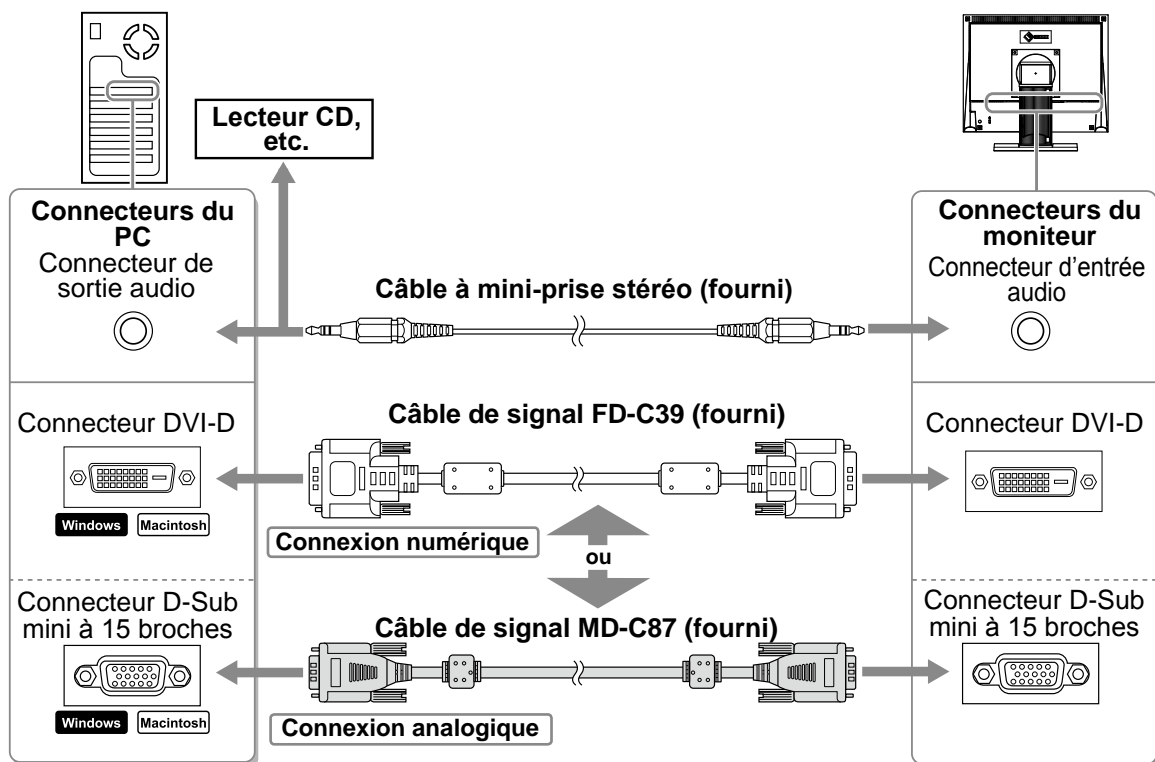 Lecteur CD,
etc.
Connecteurs du
PC
Connecteur de
sortie audio
Câble à mini-prise stéréo (fourni)
Connecteurs du
moniteur
Connecteur d'entrée
audio
Connecteur DVI-D
Windows Macintosh
Câble de signal FD-C39 (fourni)
Connexion numérique
Connecteur DVI-D
ou
Connecteur D-Sub
mini à 15 broches
Windows Macintosh
Câble de signal MD-C87 (fourni)
Connexion analogique
Connecteur D-Sub
mini à 15 broches